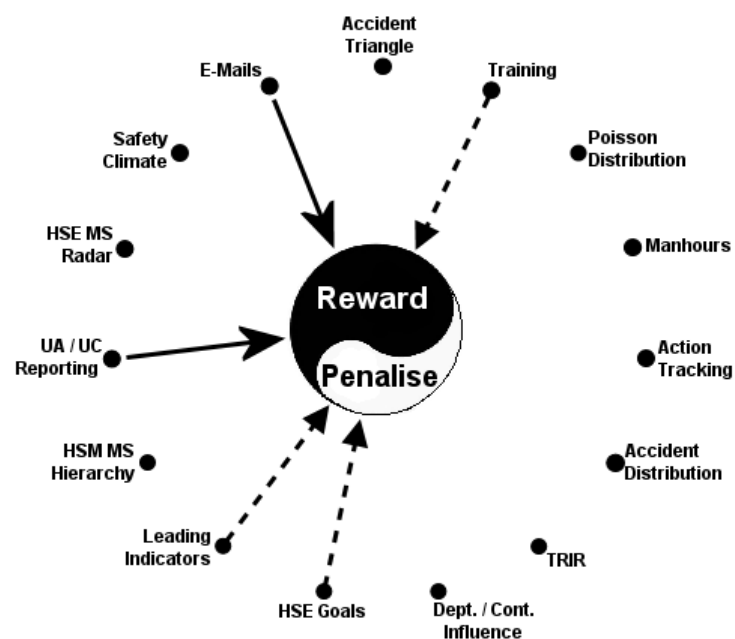 Accident
Triangle
E-Mails
Training
Safety
Climate
Poisson
Distribution
HSE MS
Radar
Manhours
Reward
UA / UC
Reporting
Penalise
Action
Tracking
HSM MS
Hierarchy
Accident
Distribution
Leading
Indicators
TRIR
HSE Goals
Dept. / Cont.
Influence